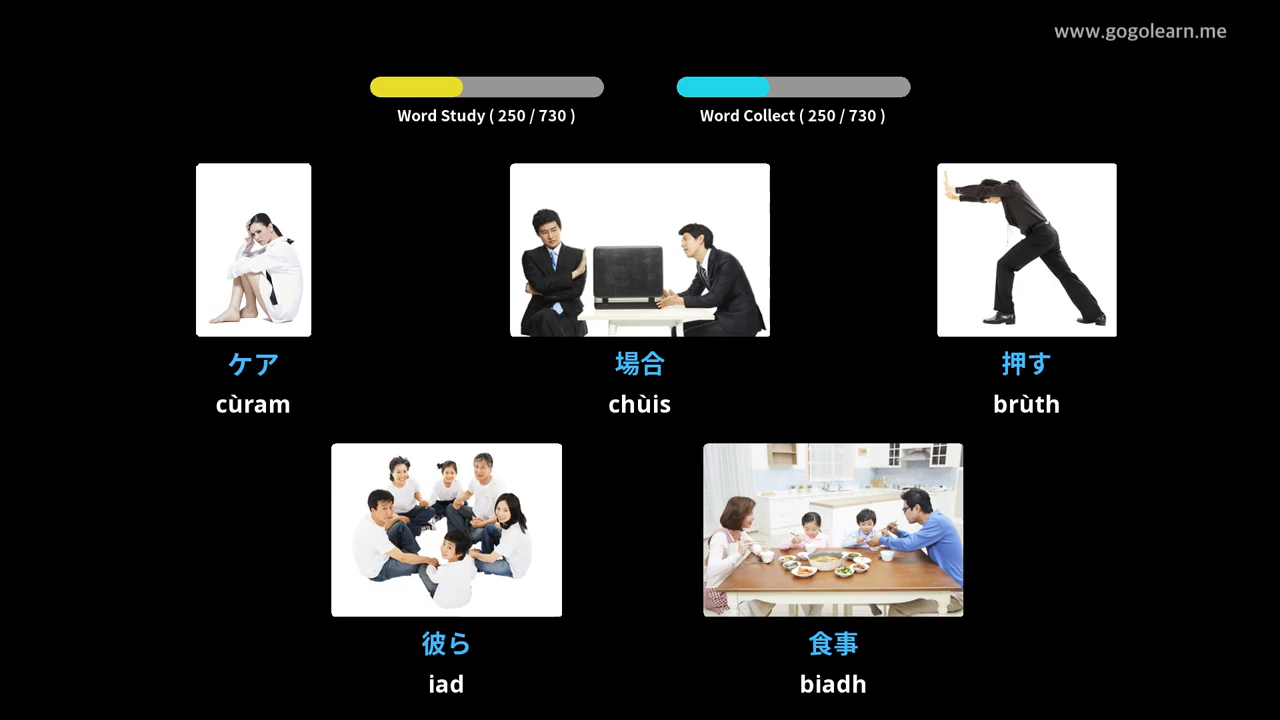 www.gogolearn.me
Word Study ( 250 / 730 )
Word Collect ( 250 / 730 )
ケア
cùram
場合
chùis
押す
brùth
彼ら
iad
食事
biadh